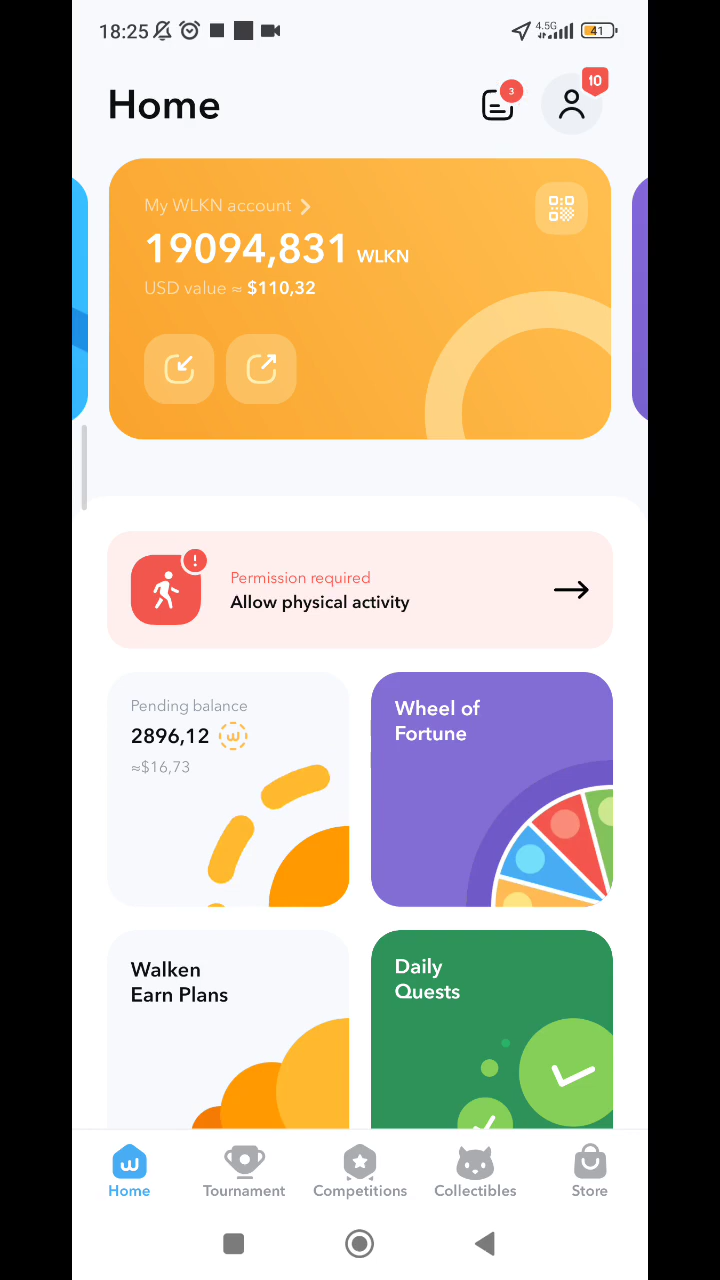 18:25
4.5G
41
Home
3
10
My WLKN account
19094,831 WLKN
USD value ≈ $110,32
Permission required
Allow physical activity
Pending balance
2896,12
≈$16,73
Wheel of
Fortune
Walken
Earn Plans
Daily
Quests
Home
Tournament
Competitions
Collectibles
Store